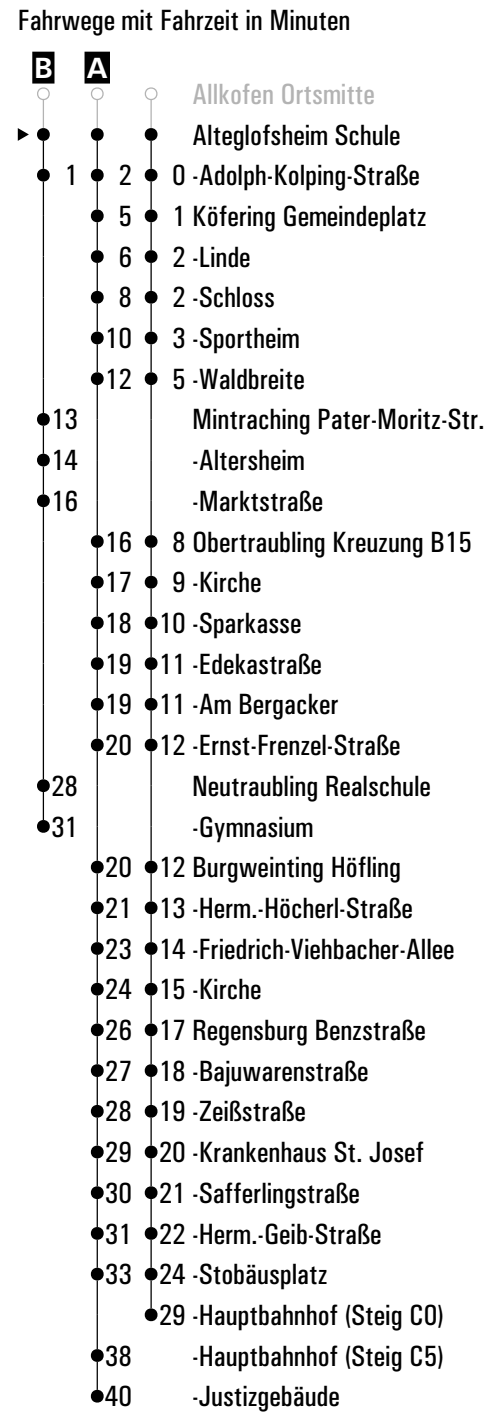 Fahrwege mit Fahrzeit in Minuten
B A
Allkofen Ortsmitte
Alteglofsheim Schule
1 2 0 -Adolph-Kolping-Straße
5 1 Köfering Gemeindeplatz
6 2 -Linde
8 2 -Schloss
10 3 -Sportheim
12 5 -Waldbreite
13 Mintraching Pater-Moritz-Str.
14 -Altersheim
16 -Marktstraße
16 8 Obertraubling Kreuzung B15
17 9 -Kirche
18 10 -Sparkasse
19 11 -Edekastraße
19 11 -Am Bergacker
20 12 -Ernst-Frenzel-Straße
28 Neutraubling Realschule
31 -Gymnasium
20 12 Burgweinting Höfling
21 13 -Herm.-Höcherl-Straße
23 14 -Friedrich-Viehbacher-Allee
24 15 -Kirche
26 17 Regensburg Benzstraße
27 18 -Bajuwarenstraße
28 19 -Zeißstraße
29 20 -Krankenhaus St. Josef
30 21 -Safferlingstraße
31 22 -Herm.-Geib-Straße
33 24 -Stobäusplatz
29 -Hauptbahnhof (Steig C0)
38 -Hauptbahnhof (Steig C5)
40 -Justizgebäude